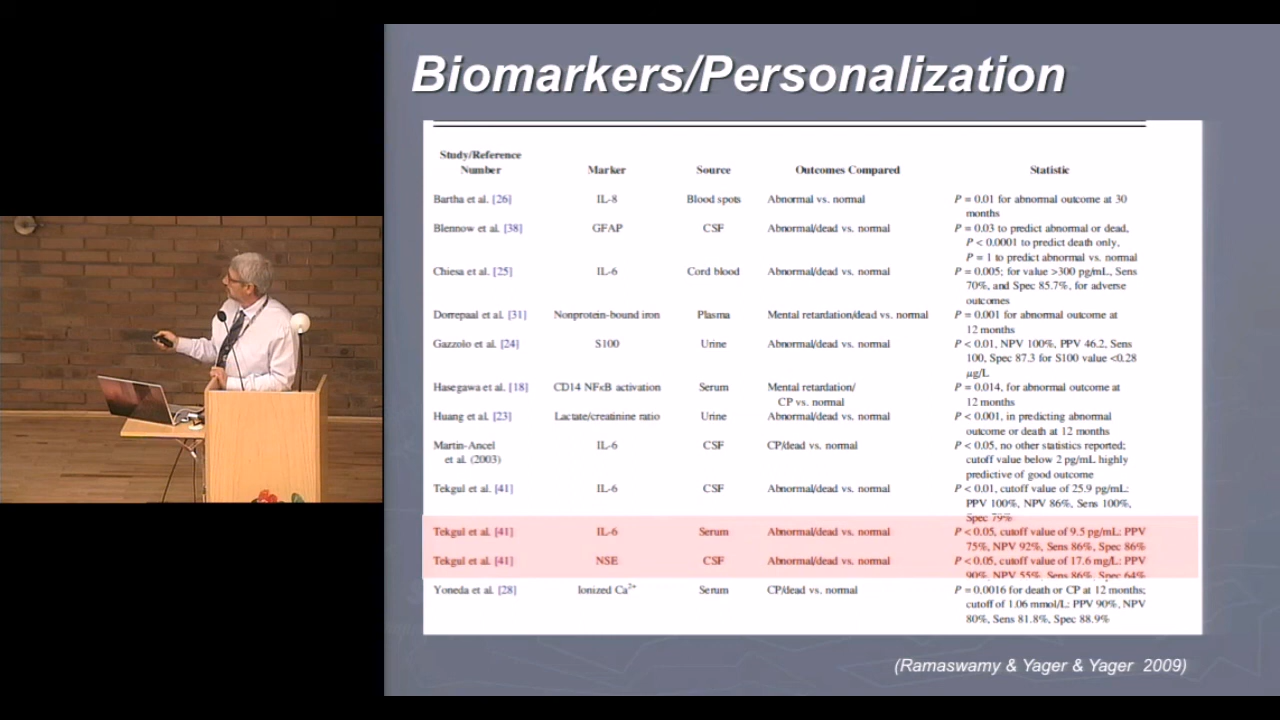 Biomarkers/Personalization
Study/Reference
Number Marker Source Outcomes Compared Statistic
Bartha et al. [26] IL-8 Blood spots Abnormal vs. normal P = 0.01 for abnormal outcome at 30
months
Blennow et al. [38] GFAP CSF Abnormal/dead vs. normal P = 0.03 to predict abnormal or dead,
P < 0.0001 to predict death only,
P = 1 to predict abnormal vs. normal
Chiesa et al. [25] IL-6 Cord blood Abnormal/dead vs. normal P = 0.005; for value >300 pg/mL, Sens
70%, and Spec 85.7%, for adverse
outcomes
Dorrepaal et al. [31] Nonprotein-bound iron Plasma Mental retardation/dead vs. normal P = 0.001 for abnormal outcome at
12 months
Gazzolo et al. [24] S100 Urine Abnormal/dead vs. normal P < 0.01, NPV 100%, PPV 46.2, Sens
100, Spec 87.3 for S100 value <0.28
µg/L
Hasegawa et al. [18] CD14 NFκB activation Serum Mental retardation/ P = 0.014, for abnormal outcome at
CP vs. normal 12 months
Huang et al. [23] Lactate/creatinine ratio Urine Abnormal/dead vs. normal P < 0.001, in predicting abnormal
outcome or death at 12 months
Martin-Ancel IL-6 CSF CP/dead vs. normal P < 0.05, no other statistics reported;
et al. (2003) cutoff value below 2 pg/mL highly
predictive of good outcome
Tekgul et al. [41] IL-6 CSF Abnormal/dead vs. normal P < 0.01, cutoff value of 25.9 pg/mL:
PPV 100%, NPV 86%, Sens 100%,
Spec 79%
Tekgul et al. [41] IL-6 Serum Abnormal/dead vs. normal P < 0.05, cutoff value of 9.5 pg/mL: PPV
75%, NPV 92%, Sens 86%, Spec 86%
Tekgul et al. [41] NSE CSF Abnormal/dead vs. normal P < 0.05, cutoff value of 17.6 mg/L: PPV
90%, NPV 55%, Sens 86%, Spec 64%
Yoneda et al. [28] Ionized Ca²⁺ Serum CP/dead vs. normal P = 0.0016 for death or CP at 12 months;
cutoff of 1.06 mmol/L: PPV 90%, NPV
80%, Sens 81.8%, Spec 88.9%
(Ramaswamy & Yager & Yager 2009)